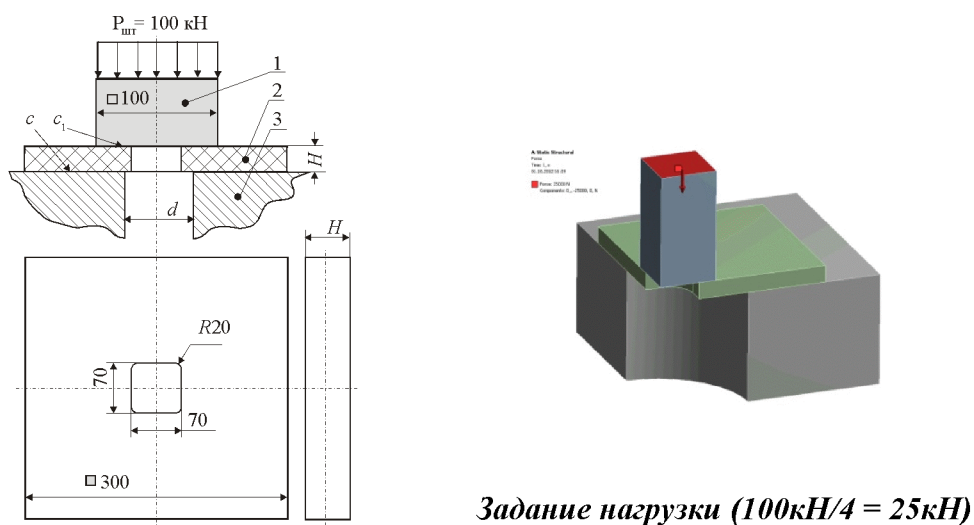 Pшт= 100 кН
1
□100
2
c
c1
3
H
d
H
R20
70
70
□300
A: Static Structural
Force
Задание нагрузки (100кН/4 = 25кН)